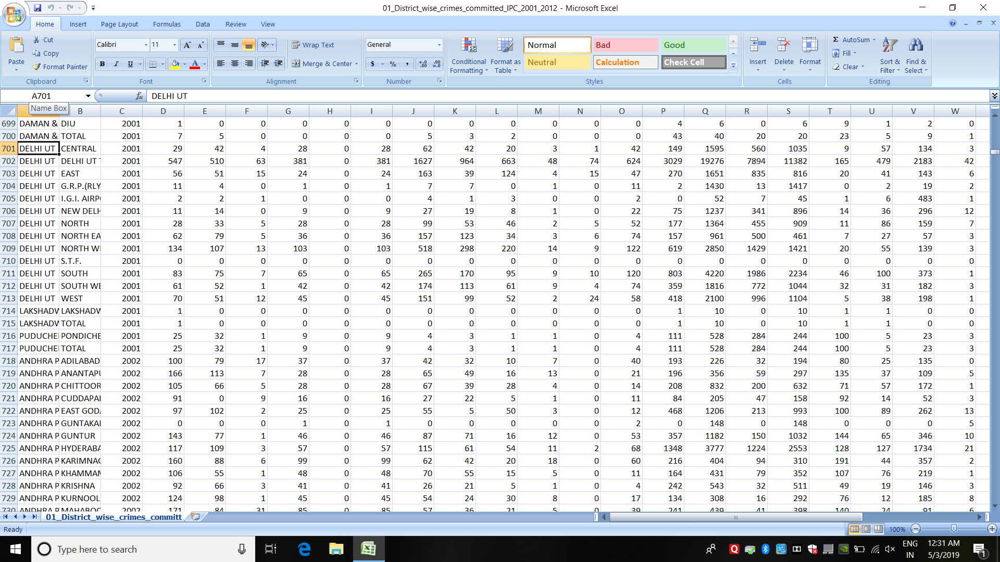 01_District_wise_crimes_committed_IPC_2001_2012 - Microsoft Excel
Home Insert Page Layout Formulas Data Review View
Paste Cut Copy Format Painter Clipboard
Calibri 11 B I U A A A Font
Wrap Text Merge & Center Alignment
General $ % , Number
Conditional Formatting Format as Table Normal Bad Good Neutral Calculation Check Cell Styles
Insert Delete Format Cells
Σ AutoSum Fill Clear Sort & Filter Find & Select Editing
A701 fx DELHI UT
Name Box
B C D E F G H I J K L M N O P Q R S T U V W
699 DAMAN & DIU 2001 1 0 0 0 0 0 0 0 0 0 0 0 4 6 0 6 9 1 2 0
700 DAMAN & TOTAL 2001 7 5 0 0 0 0 5 3 2 0 0 0 43 40 20 20 23 5 9 1
701 DELHI UT CENTRAL 2001 29 42 4 28 0 28 62 42 20 3 1 42 149 1595 560 1035 9 57 134 3
702 DELHI UT DELHI UT T 2001 547 510 63 381 0 381 1627 964 663 48 74 624 3029 19276 7894 11382 165 479 2183 42
703 DELHI UT EAST 2001 56 51 15 24 0 24 163 39 124 4 15 47 270 1651 835 816 20 41 143 6
704 DELHI UT G.R.P.(RLY 2001 11 4 0 1 0 1 7 7 0 1 0 11 2 1430 13 1417 0 2 19 2
705 DELHI UT I.G.I. AIRPO 2001 2 2 1 0 0 0 4 1 3 0 0 2 0 52 7 45 1 6 483 1
706 DELHI UT NEW DELH 2001 11 14 0 9 0 9 27 19 8 1 0 22 75 1237 341 896 14 36 296 12
707 DELHI UT NORTH 2001 28 33 5 28 0 28 99 53 46 2 5 52 177 1364 455 909 11 86 159 7
708 DELHI UT NORTH EA 2001 62 79 5 36 0 36 157 123 34 3 6 74 157 961 500 461 7 27 57 3
709 DELHI UT NORTH WE 2001 134 107 13 103 0 103 518 298 220 14 9 122 619 2850 1429 1421 20 55 139 3
710 DELHI UT S.T.F. 2001 0 0 0 0 0 0 0 0 0 0 0 0 0 0 0 0 0 0 0 0
711 DELHI UT SOUTH 2001 83 75 7 65 0 65 265 170 95 9 10 120 803 4220 1986 2234 46 100 373 1
712 DELHI UT SOUTH WE 2001 61 52 1 42 0 42 174 113 61 9 4 74 359 1816 772 1044 32 31 182 3
713 DELHI UT WEST 2001 70 51 12 45 0 45 151 99 52 2 24 58 418 2100 996 1104 5 38 198 1
714 LAKSHADW LAKSHADW 2001 1 0 0 0 0 0 0 0 0 0 0 0 1 10 0 10 1 1 0 0
715 LAKSHADW TOTAL 2001 1 0 0 0 0 0 0 0 0 0 0 0 1 10 0 10 1 1 0 0
716 PUDUCHE PONDICHE 2001 25 32 1 9 0 9 4 3 1 1 0 4 111 528 284 244 100 5 23 3
717 PUDUCHE TOTAL 2001 25 32 1 9 0 9 4 3 1 1 0 4 111 528 284 244 100 5 23 3
718 ANDHRA P ADILABAD 2002 100 79 17 37 0 37 42 32 10 7 0 40 193 226 32 194 80 25 135 0
719 ANDHRA P ANANTAPU 2002 166 113 7 28 0 28 65 49 16 13 0 21 196 356 59 297 135 37 109 5
720 ANDHRA P CHITTOOR 2002 105 66 5 28 0 28 67 39 28 4 0 14 208 832 200 632 71 57 172 1
721 ANDHRA P CUDDAPAH 2002 91 0 9 16 0 16 27 22 5 1 0 11 84 205 47 158 92 14 52 3
722 ANDHRA P EAST GODA 2002 97 102 2 25 0 25 55 5 50 3 0 12 468 1206 213 993 100 89 262 13
723 ANDHRA P GUNTAKAL 2002 0 0 0 1 0 1 0 0 0 0 0 2 0 148 0 148 0 0 0 5
724 ANDHRA P GUNTUR 2002 143 77 1 46 0 46 87 71 16 12 0 53 357 1182 150 1032 144 65 346 10
725 ANDHRA P HYDERABA 2002 117 109 3 57 0 57 115 61 54 11 2 68 1348 3777 1224 2553 128 127 1734 21
726 ANDHRA P KARIMNAG 2002 160 88 6 99 0 99 62 42 20 18 0 60 216 404 94 310 191 44 357 2
727 ANDHRA P KHAMMAM 2002 106 55 1 48 0 48 70 55 15 5 0 11 164 431 79 352 107 76 219 1
728 ANDHRA P KRISHNA 2002 92 66 3 41 0 41 26 21 5 1 0 4 242 543 32 511 49 19 146 3
729 ANDHRA P KURNOOL 2002 124 98 1 45 0 45 54 24 30 8 0 17 134 308 16 292 76 12 185 8
730 ANDHRA P MAHABOO 2002 171 84 31 85 0 85 57 36 21 5 0 39 241 439 41 398 140 24 91 6
01_District_wise_crimes_committ
Ready 100%
Type here to search ENG IN 12:31 AM 5/3/2019 1